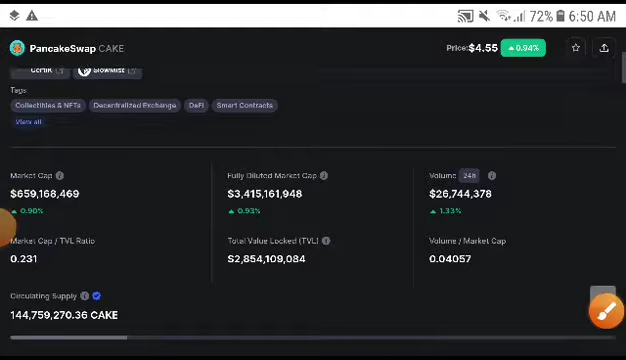 72% 6:50 AM
PancakeSwap CAKE Price:$4.55 0.94%
CertiK SlowMist
Tags
Collectibles & NFTs Decentralized Exchange DeFi Smart Contracts
View all
Market Cap Fully Diluted Market Cap Volume 24h
$659,168,469 $3,415,161,948 $26,744,378
0.90% 0.93% 1.33%
Market Cap / TVL Ratio Total Value Locked (TVL) Volume / Market Cap
0.231 $2,854,109,084 0.04057
Circulating Supply
144,759,270.36 CAKE